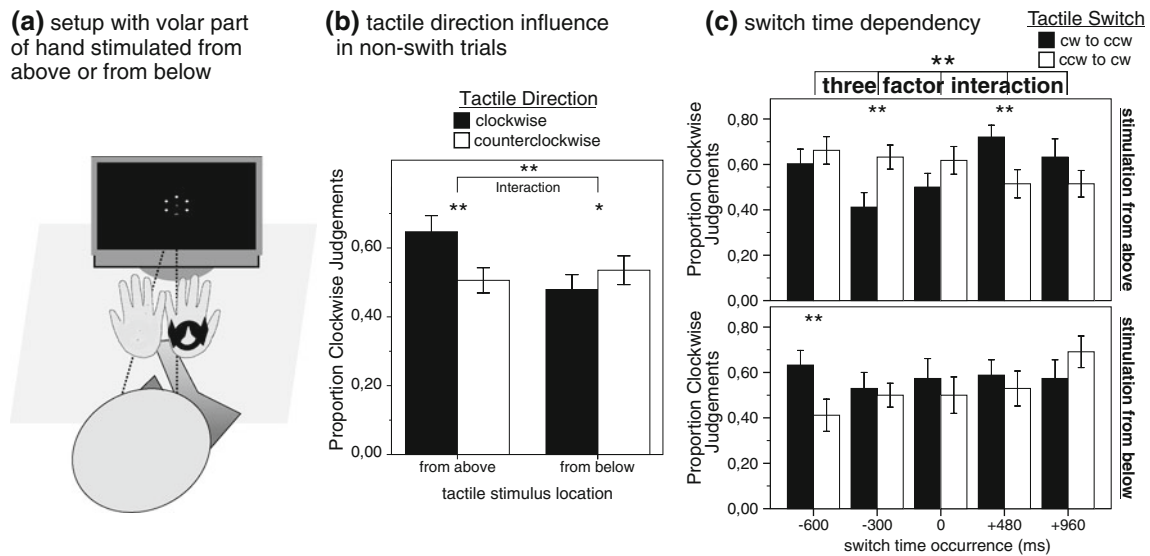 (a) setup with volar part
of hand stimulated from
above or from below
(b) tactile direction influence
in non-swith trials
Tactile Direction
clockwise
counterclockwise
**
Interaction
**
*
Proportion Clockwise Judgements
0,60
0,40
0,20
0,00
from above
from below
tactile stimulus location
(c) switch time dependency
Tactile Switch
cw to ccw
ccw to cw
**
three factor interaction
**
**
Proportion Clockwise
Judgements
0,80
0,60
0,40
0,20
0,00
stimulation from above
**
Proportion Clockwise
Judgements
0,80
0,60
0,40
0,20
0,00
stimulation from below
-600
-300
0
+480
+960
switch time occurrence (ms)